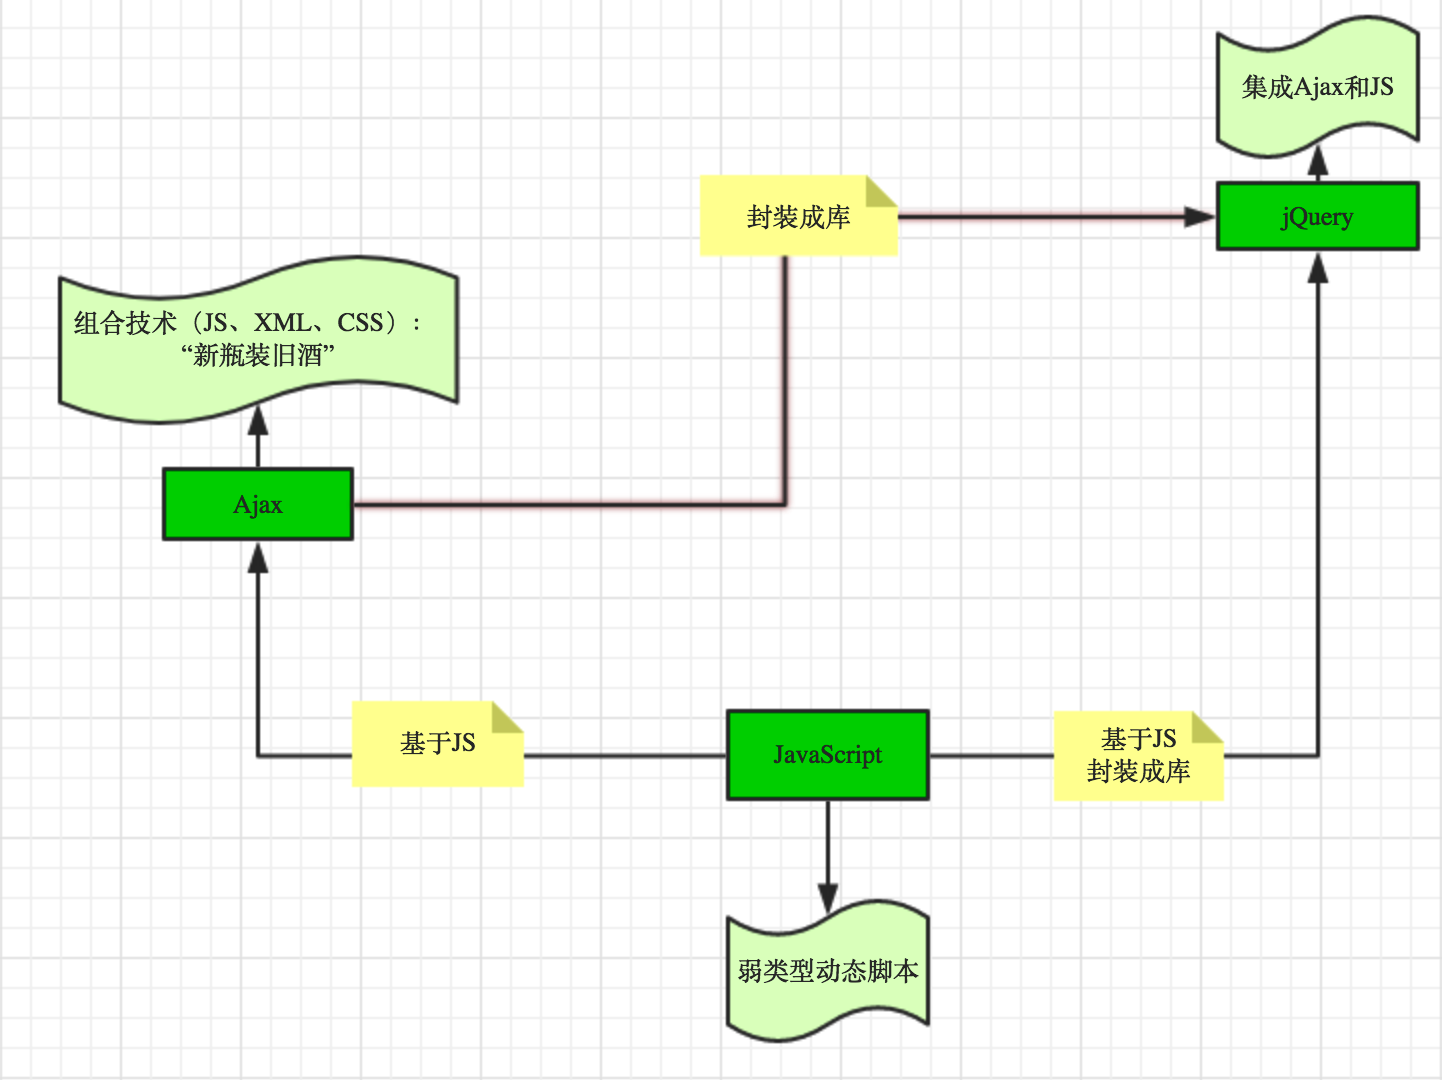 集成Ajax和JS
封装成库
jQuery
组合技术（JS、XML、CSS）：
“新瓶装旧酒”
Ajax
基于JS
JavaScript
基于JS
封装成库
弱类型动态脚本